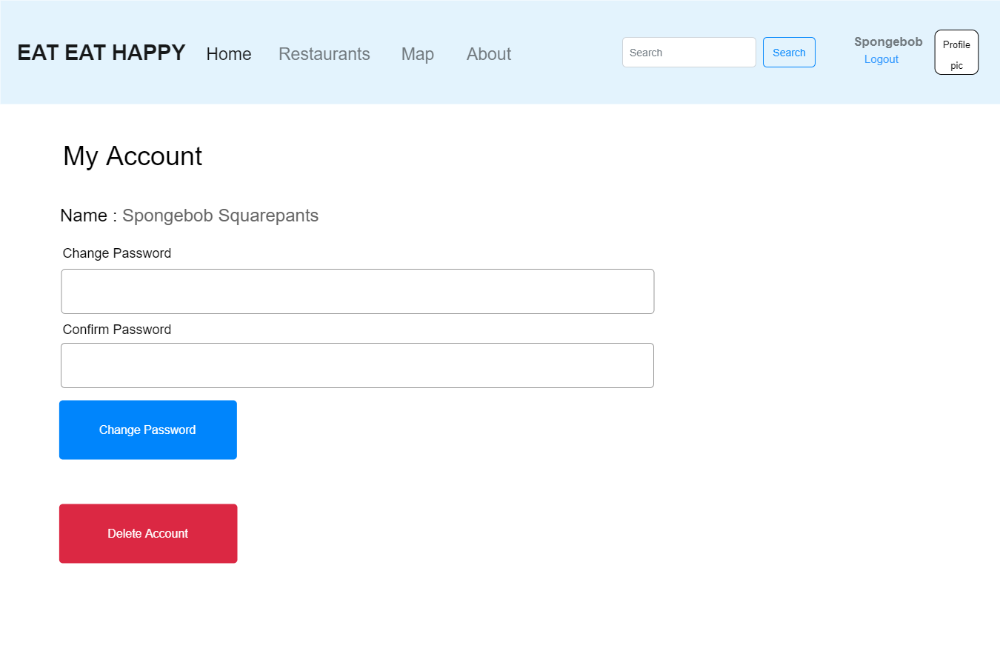 EAT EAT HAPPY Home Restaurants Map About Search Search Spongebob Profile
Logout pic
My Account
Name : Spongebob Squarepants
Change Password
Confirm Password
Change Password
Delete Account